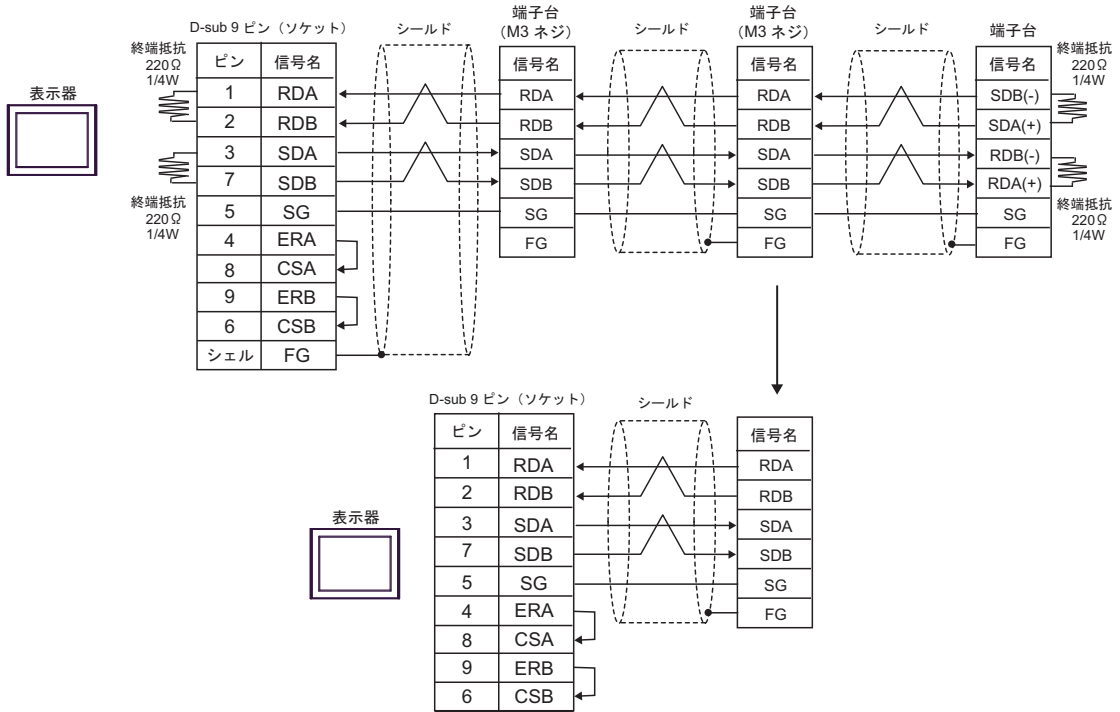 D-sub 9 ピン（ソケット）
シールド
端子台
（M3 ネジ）
シールド
端子台
（M3 ネジ）
シールド
端子台
終端抵抗
220Ω
1/4W
終端抵抗
220Ω
1/4W
表示器
終端抵抗
220Ω
1/4W
終端抵抗
220Ω
1/4W
ピン 信号名
1 RDA
2 RDB
3 SDA
7 SDB
5 SG
4 ERA
8 CSA
9 ERB
6 CSB
シェル FG
信号名
RDA
RDB
SDA
SDB
SG
FG
信号名
RDA
RDB
SDA
SDB
SG
FG
信号名
SDB(-)
SDA(+)
RDB(-)
RDA(+)
SG
FG
D-sub 9 ピン（ソケット）
シールド
表示器
ピン 信号名
1 RDA
2 RDB
3 SDA
7 SDB
5 SG
4 ERA
8 CSA
9 ERB
6 CSB
信号名
RDA
RDB
SDA
SDB
SG
FG